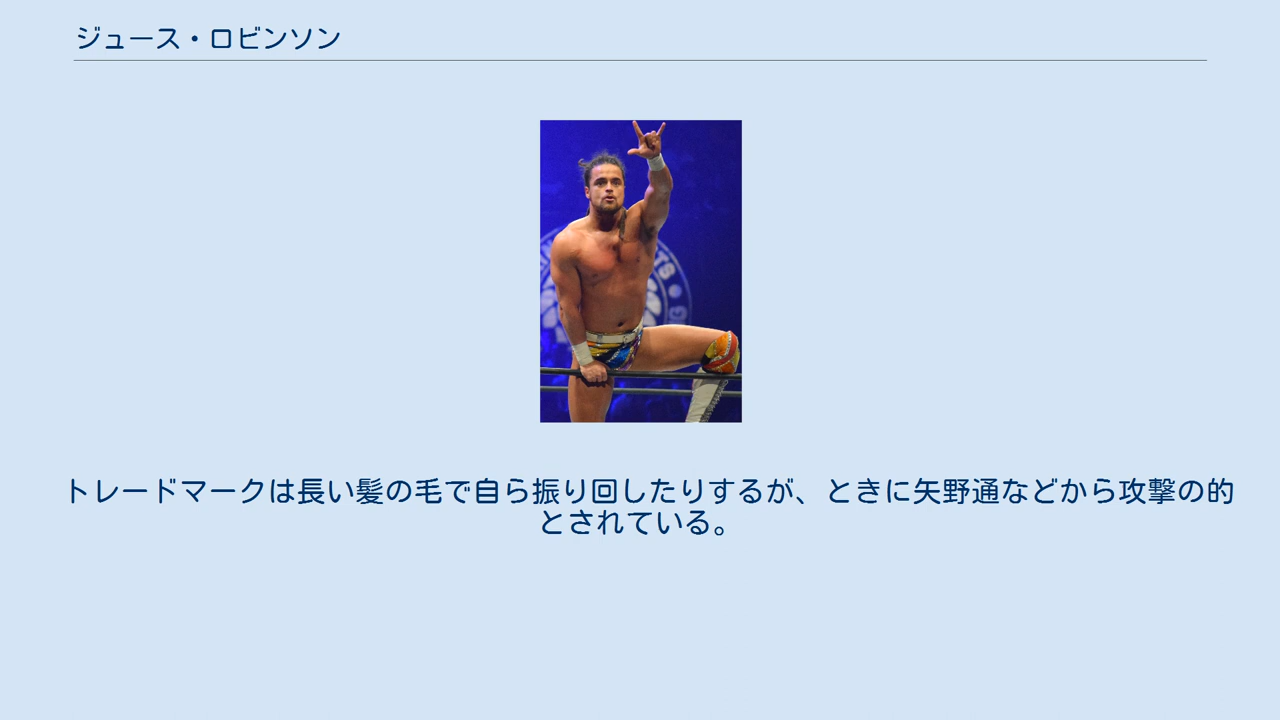 ジュース・ロビンソン
トレードマークは長い髪の毛で自ら振り回したりするが、ときに矢野通などから攻撃の的
とされている。